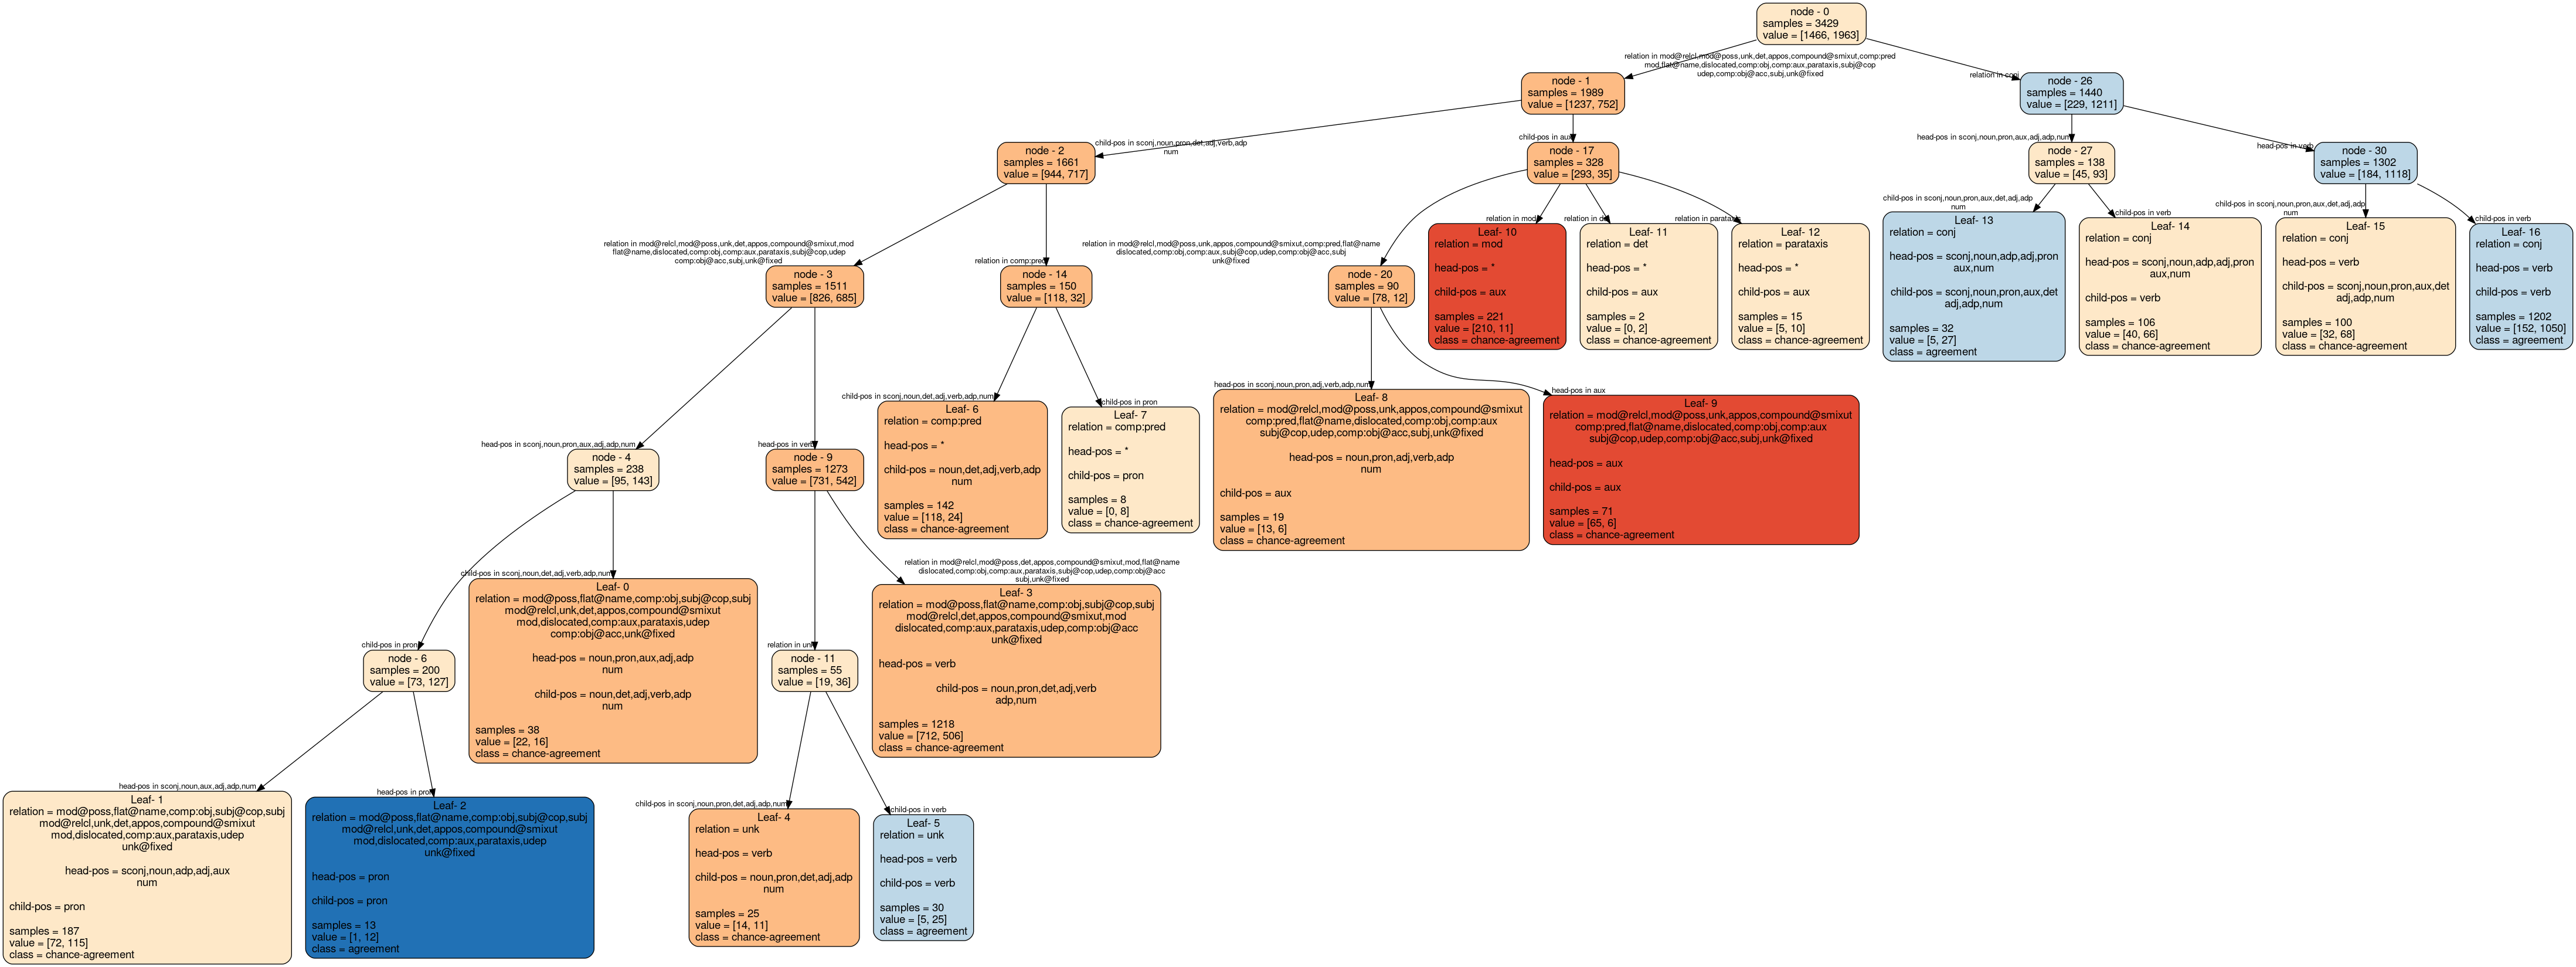 node - 0
samples = 3429
value = [1466, 1963]
relation in mod@relcl,mod@poss,unk,det,appos,compound@smixut,comp:pred
mod,flat@name,dislocated,comp:obj,comp:aux,parataxis,subj@cop
udep,comp:obj@acc,subj,unk@fixed
relation in conj
node - 1
samples = 1989
value = [1237, 752]
node - 26
samples = 1440
value = [229, 1211]
child-pos in sconj,noun,pron,det,adj,verb,adp
num
child-pos in aux
head-pos in sconj,noun,pron,aux,adj,adp,num
head-pos in verb
node - 2
samples = 1661
value = [944, 717]
node - 17
samples = 328
value = [293, 35]
node - 27
samples = 138
value = [45, 93]
node - 30
samples = 1302
value = [184, 1118]
relation in mod@relcl,mod@poss,unk,det,appos,compound@smixut,mod
flat@name,dislocated,comp:obj,comp:aux,parataxis,subj@cop,udep
comp:obj@acc,subj,unk@fixed
relation in comp:pred
relation in mod@relcl,mod@poss,unk,appos,compound@smixut,comp:pred,flat@name
dislocated,comp:obj,comp:aux,subj@cop,udep,comp:obj@acc,subj
unk@fixed
relation in mod
relation in det
relation in parataxis
child-pos in sconj,noun,pron,aux,det,adj,adp
num
child-pos in verb
child-pos in sconj,noun,pron,aux,det,adj,adp
num
child-pos in verb
node - 3
samples = 1511
value = [826, 685]
node - 14
samples = 150
value = [118, 32]
node - 20
samples = 90
value = [78, 12]
Leaf- 10
relation = mod
head-pos = *
child-pos = aux
samples = 221
value = [210, 11]
class = chance-agreement
Leaf- 11
relation = det
head-pos = *
child-pos = aux
samples = 2
value = [0, 2]
class = chance-agreement
Leaf- 12
relation = parataxis
head-pos = *
child-pos = aux
samples = 15
value = [5, 10]
class = chance-agreement
Leaf- 13
relation = conj
head-pos = sconj,noun,adp,adj,pron
aux,num
child-pos = sconj,noun,pron,aux,det
adj,adp,num
samples = 32
value = [5, 27]
class = agreement
Leaf- 14
relation = conj
head-pos = sconj,noun,adp,adj,pron
aux,num
child-pos = verb
samples = 106
value = [40, 66]
class = chance-agreement
Leaf- 15
relation = conj
head-pos = verb
child-pos = sconj,noun,pron,aux,det
adj,adp,num
samples = 100
value = [32, 68]
class = chance-agreement
Leaf- 16
relation = conj
head-pos = verb
child-pos = verb
samples = 1202
value = [152, 1050]
class = agreement
head-pos in sconj,noun,pron,aux,adj,adp,num
head-pos in verb
child-pos in sconj,noun,det,adj,verb,adp,num
child-pos in pron
head-pos in sconj,noun,pron,adj,verb,adp,num
head-pos in aux
node - 4
samples = 238
value = [95, 143]
node - 9
samples = 1273
value = [731, 542]
Leaf- 6
relation = comp:pred
head-pos = *
child-pos = noun,det,adj,verb,adp
num
samples = 142
value = [118, 24]
class = chance-agreement
Leaf- 7
relation = comp:pred
head-pos = *
child-pos = pron
samples = 8
value = [0, 8]
class = chance-agreement
Leaf- 8
relation = mod@relcl,mod@poss,unk,appos,compound@smixut
comp:pred,flat@name,dislocated,comp:obj,comp:aux
subj@cop,udep,comp:obj@acc,subj,unk@fixed
head-pos = noun,pron,adj,verb,adp
num
child-pos = aux
samples = 19
value = [13, 6]
class = chance-agreement
Leaf- 9
relation = mod@relcl,mod@poss,unk,appos,compound@smixut
comp:pred,flat@name,dislocated,comp:obj,comp:aux
subj@cop,udep,comp:obj@acc,subj,unk@fixed
head-pos = aux
child-pos = aux
samples = 71
value = [65, 6]
class = chance-agreement
child-pos in pron
child-pos in sconj,noun,det,adj,verb,adp,num
relation in unk
relation in mod@relcl,mod@poss,det,appos,compound@smixut,mod,flat@name
dislocated,comp:obj,comp:aux,parataxis,subj@cop,udep,comp:obj@acc
subj,unk@fixed
node - 6
samples = 200
value = [73, 127]
Leaf- 0
relation = mod@poss,flat@name,comp:obj,subj@cop,subj
mod@relcl,unk,det,appos,compound@smixut
mod,dislocated,comp:aux,parataxis,udep
comp:obj@acc,unk@fixed
head-pos = noun,pron,aux,adj,adp
num
child-pos = noun,det,adj,verb,adp
num
samples = 38
value = [22, 16]
class = chance-agreement
node - 11
samples = 55
value = [19, 36]
Leaf- 3
relation = mod@poss,flat@name,comp:obj,subj@cop,subj
mod@relcl,det,appos,compound@smixut,mod
dislocated,comp:aux,parataxis,udep,comp:obj@acc
unk@fixed
head-pos = verb
child-pos = noun,pron,det,adj,verb
adp,num
samples = 1218
value = [712, 506]
class = chance-agreement
head-pos in sconj,noun,aux,adj,adp,num
head-pos in pron
child-pos in sconj,noun,pron,det,adj,adp,num
child-pos in verb
Leaf- 1
relation = mod@poss,flat@name,comp:obj,subj@cop,subj
mod@relcl,unk,det,appos,compound@smixut
mod,dislocated,comp:aux,parataxis,udep
unk@fixed
head-pos = sconj,noun,adp,adj,aux
num
child-pos = pron
samples = 187
value = [72, 115]
class = chance-agreement
Leaf- 2
relation = mod@poss,flat@name,comp:obj,subj@cop,subj
mod@relcl,unk,det,appos,compound@smixut
mod,dislocated,comp:aux,parataxis,udep
unk@fixed
head-pos = pron
child-pos = pron
samples = 13
value = [1, 12]
class = agreement
Leaf- 4
relation = unk
head-pos = verb
child-pos = noun,pron,det,adj,adp
num
samples = 25
value = [14, 11]
class = chance-agreement
Leaf- 5
relation = unk
head-pos = verb
child-pos = verb
samples = 30
value = [5, 25]
class = agreement